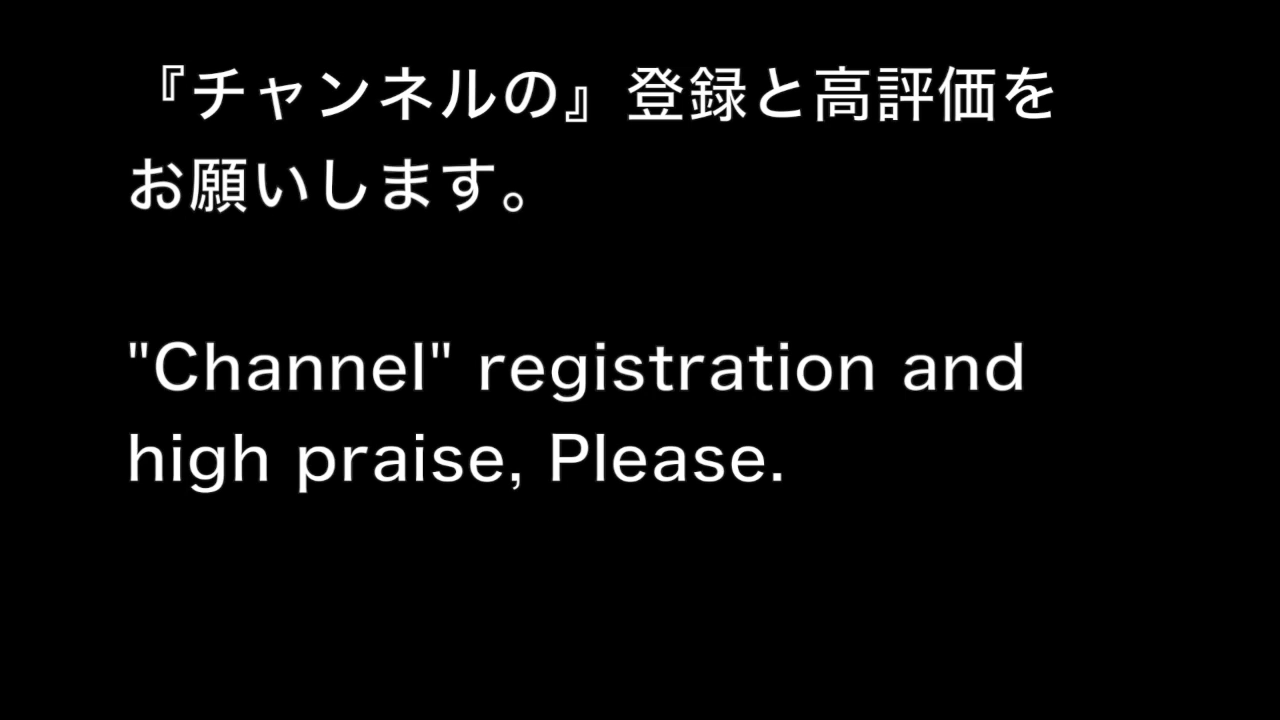 『チャンネルの』登録と高評価を
お願いします。
"Channel" registration and
high praise, Please.